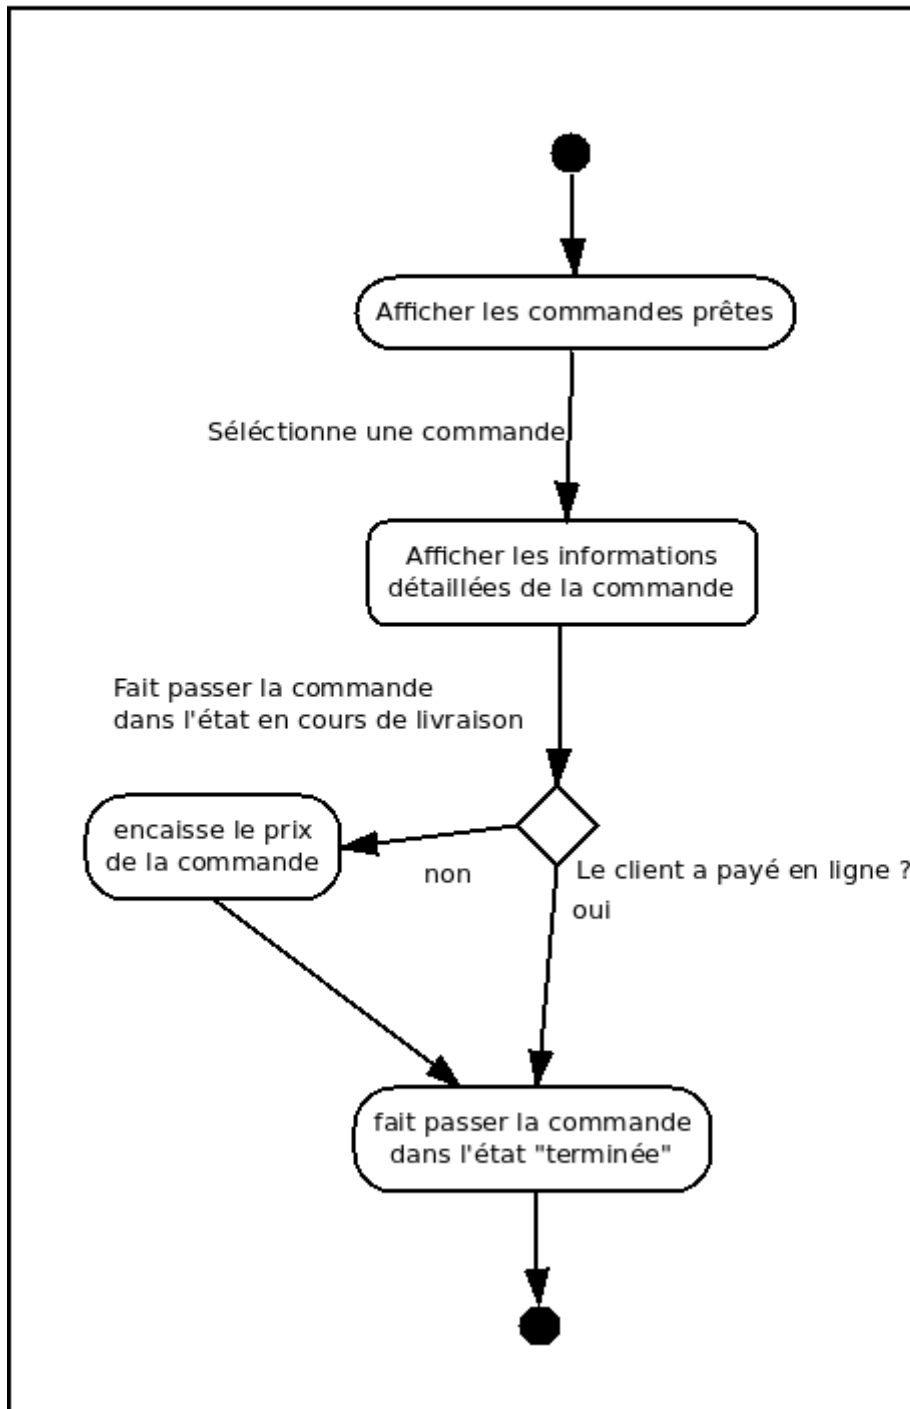 Afficher les commandes prêtes
Séléctionne une commande
Afficher les informations
détaillées de la commande
Fait passer la commande
dans l'état en cours de livraison
encaisse le prix
de la commande
non
Le client a payé en ligne ?
oui
fait passer la commande
dans l'état "terminée"